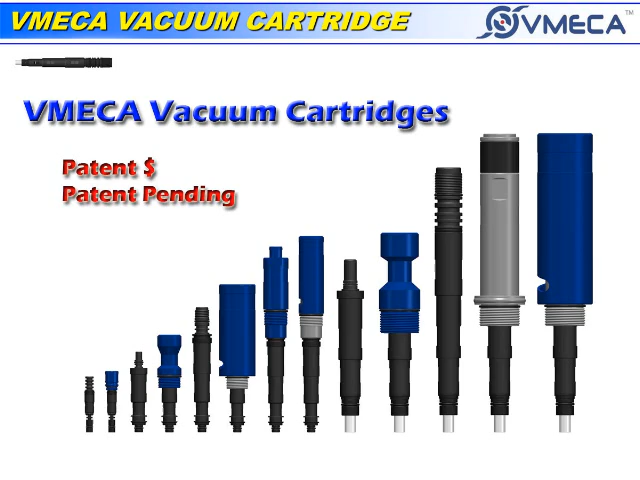 VMECA VACUUM CARTRIDGE
VMECA™
VMECA Vacuum Cartridges
Patent $
Patent Pending